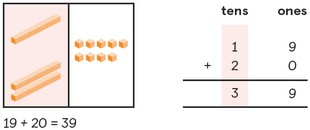 tens ones
1 9
+ 2 0
3 9
19 + 20 = 39